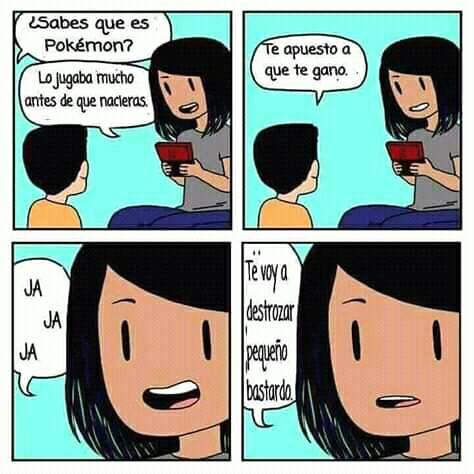 ¿Sabes que es
Pokémon?
Lo jugaba mucho
antes de que nacieras.
Te apuesto a
que te gano.
JA
JA
JA
Te voy a
destrozar
pequeño
bastardo.